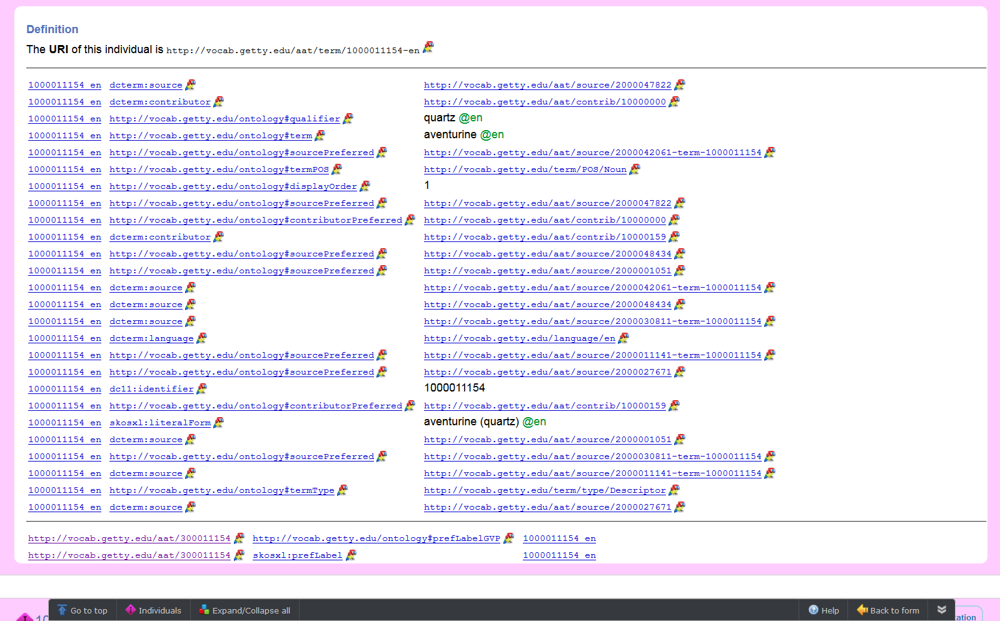 Definition
The URI of this individual is http://vocab.getty.edu/aat/term/1000011154-en
1000011154 en dcterm:source http://vocab.getty.edu/aat/source/2000047822
1000011154 en dcterm:contributor http://vocab.getty.edu/aat/contrib/10000000
1000011154 en http://vocab.getty.edu/ontology#qualifier quartz @en
1000011154 en http://vocab.getty.edu/ontology#term aventurine @en
1000011154 en http://vocab.getty.edu/ontology#sourcePreferred http://vocab.getty.edu/aat/source/2000042061-term-1000011154
1000011154 en http://vocab.getty.edu/ontology#termPOS http://vocab.getty.edu/term/POS/Noun
1000011154 en http://vocab.getty.edu/ontology#displayOrder 1
1000011154 en http://vocab.getty.edu/ontology#sourcePreferred http://vocab.getty.edu/aat/source/2000047822
1000011154 en http://vocab.getty.edu/ontology#contributorPreferred http://vocab.getty.edu/aat/contrib/10000000
1000011154 en dcterm:contributor http://vocab.getty.edu/aat/contrib/10000159
1000011154 en http://vocab.getty.edu/ontology#sourcePreferred http://vocab.getty.edu/aat/source/2000048434
1000011154 en http://vocab.getty.edu/ontology#sourcePreferred http://vocab.getty.edu/aat/source/2000001051
1000011154 en dcterm:source http://vocab.getty.edu/aat/source/2000042061-term-1000011154
1000011154 en dcterm:source http://vocab.getty.edu/aat/source/2000048434
1000011154 en dcterm:source http://vocab.getty.edu/aat/source/2000030811-term-1000011154
1000011154 en dcterm:language http://vocab.getty.edu/language/en
1000011154 en http://vocab.getty.edu/ontology#sourcePreferred http://vocab.getty.edu/aat/source/2000011141-term-1000011154
1000011154 en http://vocab.getty.edu/ontology#sourcePreferred http://vocab.getty.edu/aat/source/2000027671
1000011154 en dc11:identifier 1000011154
1000011154 en http://vocab.getty.edu/ontology#contributorPreferred http://vocab.getty.edu/aat/contrib/10000159
1000011154 en skosxl:literalForm aventurine (quartz) @en
1000011154 en dcterm:source http://vocab.getty.edu/aat/source/2000001051
1000011154 en http://vocab.getty.edu/ontology#sourcePreferred http://vocab.getty.edu/aat/source/2000030811-term-1000011154
1000011154 en dcterm:source http://vocab.getty.edu/aat/source/2000011141-term-1000011154
1000011154 en http://vocab.getty.edu/ontology#termType http://vocab.getty.edu/term/type/Descriptor
1000011154 en dcterm:source http://vocab.getty.edu/aat/source/2000027671
http://vocab.getty.edu/aat/300011154 http://vocab.getty.edu/ontology#prefLabelGVP 1000011154 en
http://vocab.getty.edu/aat/300011154 skosxl:prefLabel 1000011154 en
Go to top Individuals Expand/Collapse all Help Back to form